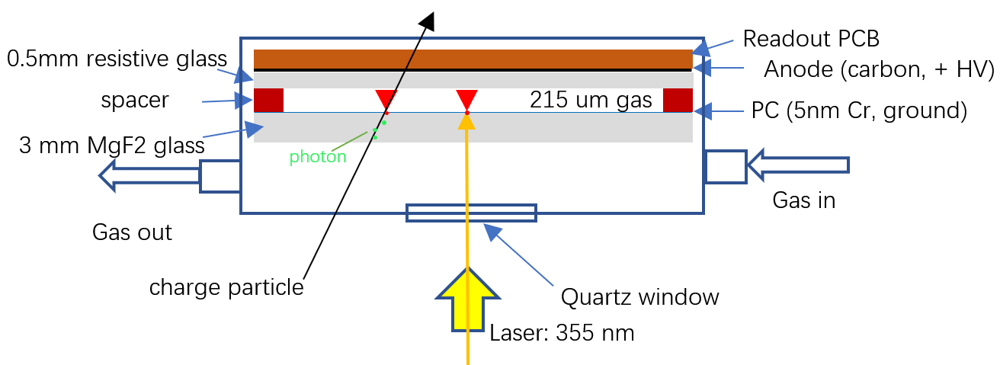 Readout PCB
0.5mm resistive glass
Anode (carbon, + HV)
spacer
215 um gas
PC (5nm Cr, ground)
3 mm MgF2 glass
photon
Gas in
Gas out
charge particle
Quartz window
Laser: 355 nm